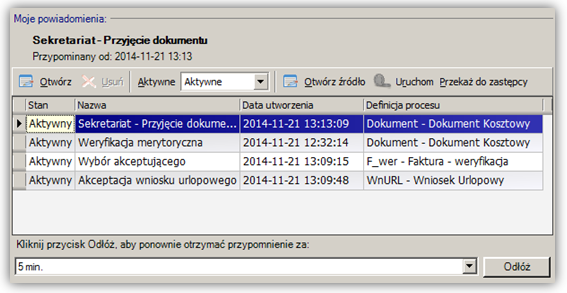 Moje powiadomienia:
Sekretariat - Przyjęcie dokumentu
Przypominany od: 2014-11-21 13:13
Otwórz Usuń Aktywne Aktywne Otwórz źródło Uruchom Przekaż do zastępcy
Stan Nazwa Data utworzenia Definicja procesu
Aktywny Sekretariat - Przyjęcie dokume... 2014-11-21 13:13:09 Dokument - Dokument Kosztowy
Aktywny Weryfikacja merytoryczna 2014-11-21 12:32:14 Dokument - Dokument Kosztowy
Aktywny Wybór akceptującego 2014-11-21 13:09:15 F_wer - Faktura - weryfikacja
Aktywny Akceptacja wniosku urlopowego 2014-11-21 13:09:48 WnURL - Wniosek Urlopowy
Kliknij przycisk Odłóż, aby ponownie otrzymać przypomnienie za:
5 min. Odłóż